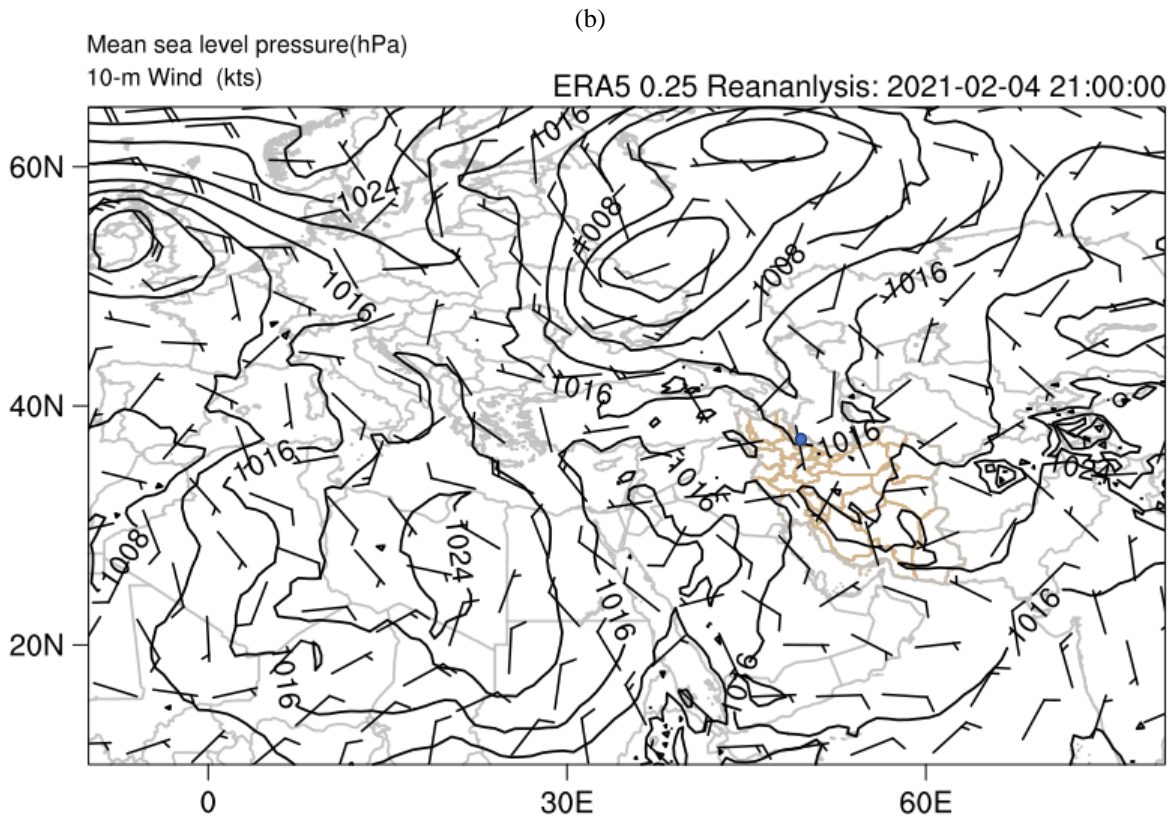 (b)
Mean sea level pressure(hPa)
10-m Wind (kts)
ERA5 0.25 Reananlysis: 2021-02-04 21:00:00
60N
40N
20N
1016
1024
1008
1008
1016
1016
1016
1016
1016
1016
1008
1024
1016
1016
1016
1024
0
30E
60E